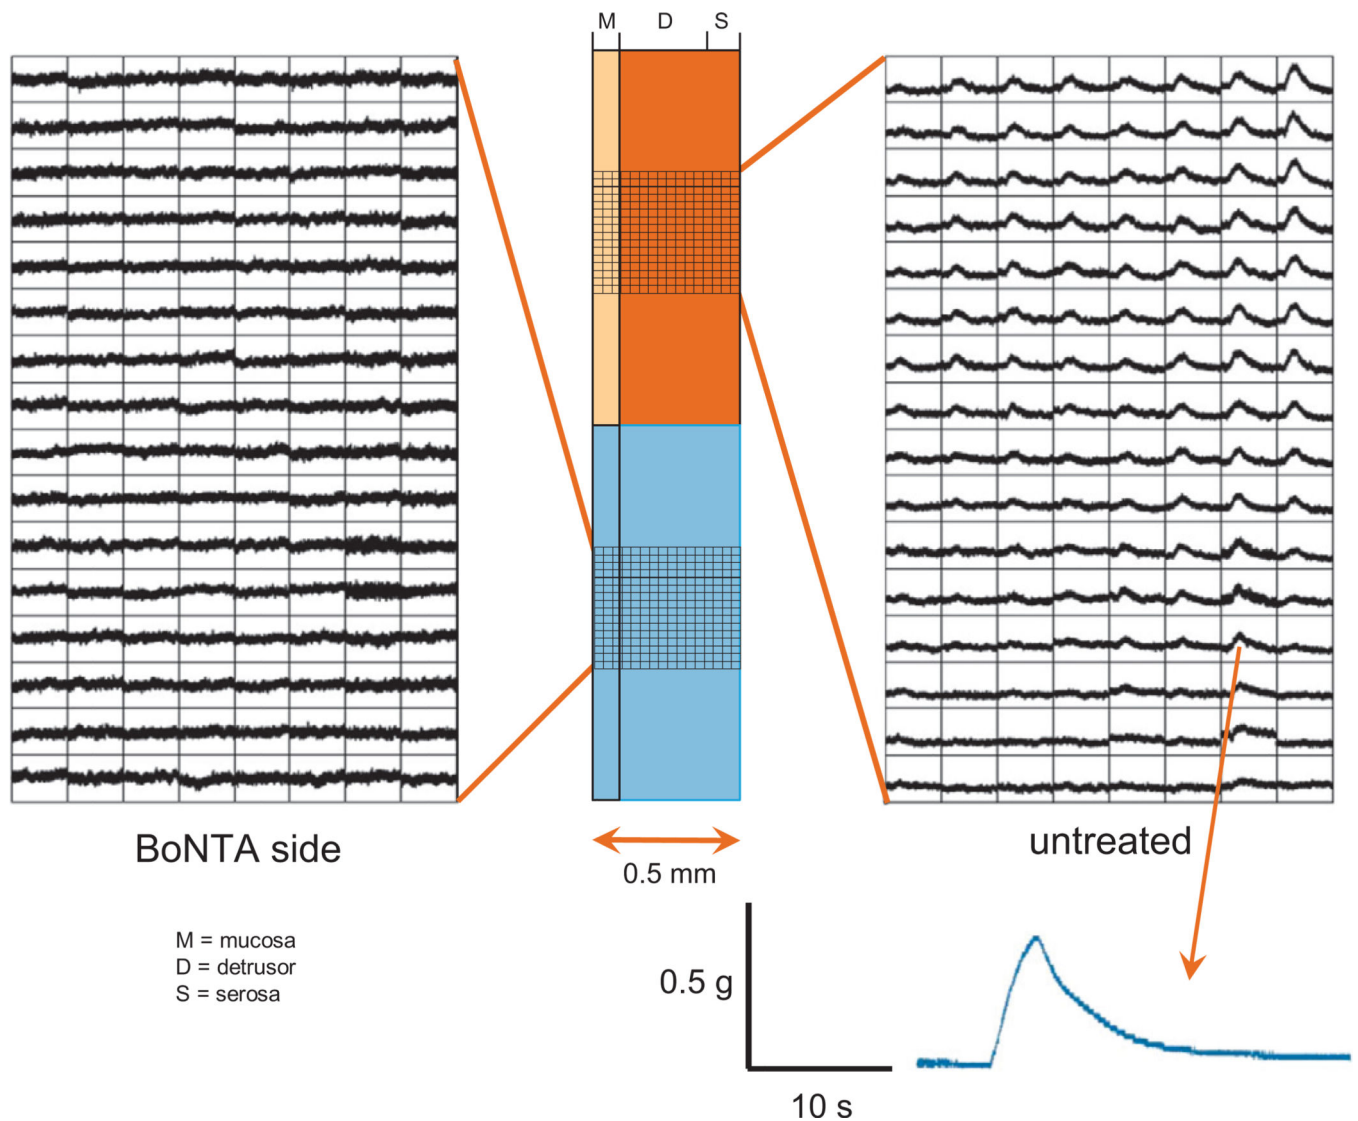 M D S
BoNTA side
untreated
0.5 mm
M = mucosa
D = detrusor
S = serosa
0.5 g
10 s